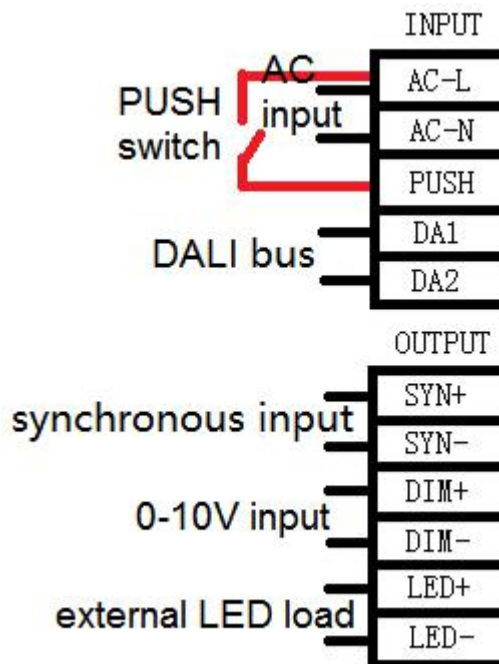 INPUT
AC
input
PUSH
switch
AC-L
AC-N
PUSH
DALI bus
DA1
DA2
OUTPUT
synchronous input
SYN+
SYN-
0-10V input
DIM+
DIM-
external LED load
LED+
LED-